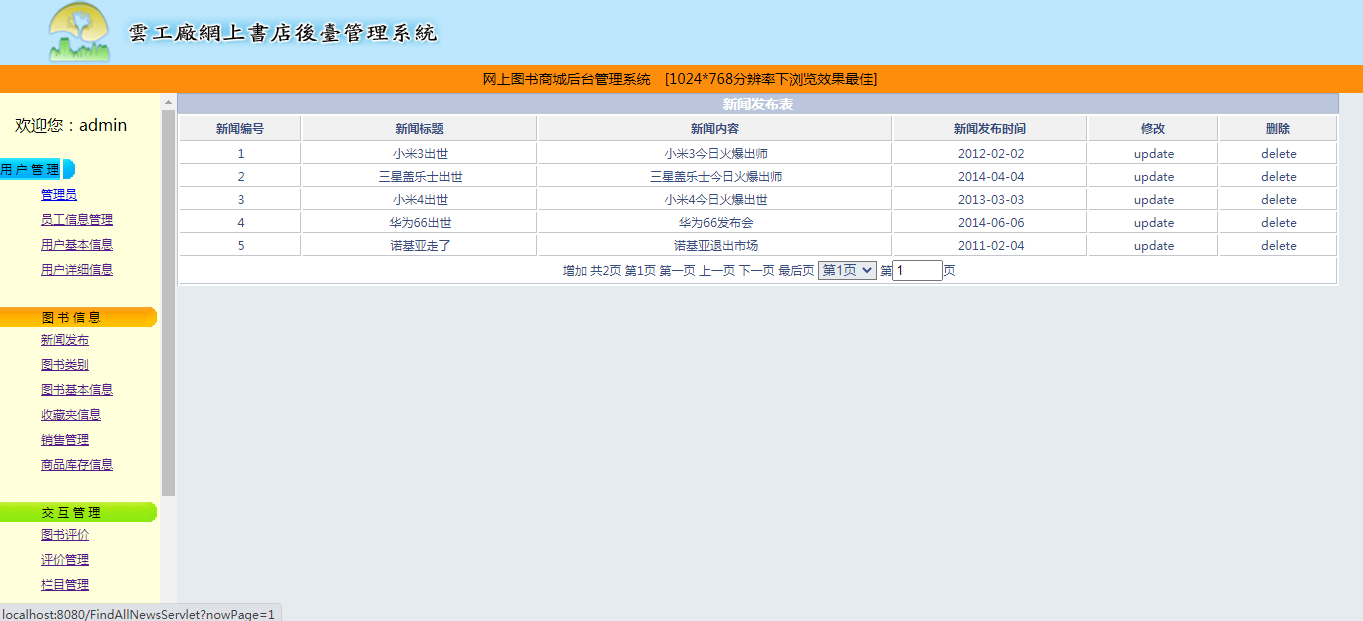 雲工廠網上書店後臺管理系統
网上图书商城后台管理系统 [1024*768分辨率下浏览效果最佳]
欢迎您：admin
用户管理
管理员
员工信息管理
用户基本信息
用户详细信息
图书信息
新闻发布
图书类别
图书基本信息
收藏夹信息
销售管理
商品库存信息
交互管理
图书评价
评价管理
栏目管理
新闻发布表
新闻编号 新闻标题 新闻内容 新闻发布时间 修改 删除
1 小米3出世 小米3今日火爆出师 2012-02-02 update delete
2 三星盖乐士出世 三星盖乐士今日火爆出师 2014-04-04 update delete
3 小米4出世 小米4今日火爆出世 2013-03-03 update delete
4 华为66出世 华为66发布会 2014-06-06 update delete
5 诺基亚走了 诺基亚退出市场 2011-02-04 update delete
增加 共2页 第1页 第一页 上一页 下一页 最后页 第1页 第1页
localhost:8080/FindAllNewsServlet?nowPage=1